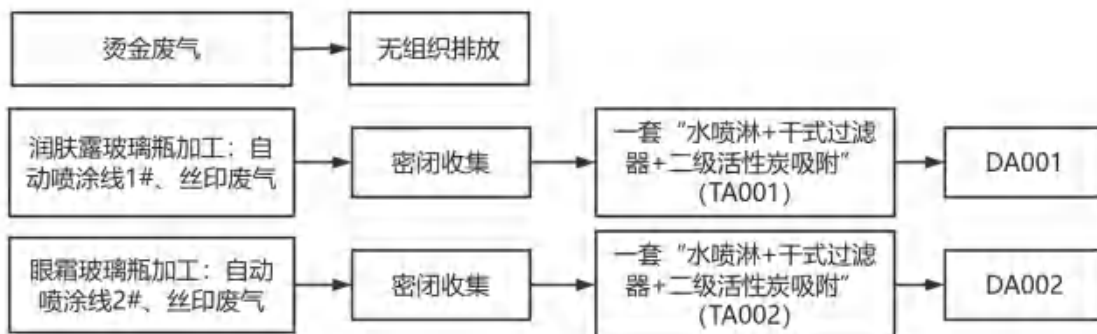 烫金废气
无组织排放
润肤露玻璃瓶加工：自
动喷涂线1#、丝印废气
密闭收集
一套“水喷淋+干式过滤
器+二级活性炭吸附”
(TA001)
DA001
眼霜玻璃瓶加工：自动
喷涂线2#、丝印废气
密闭收集
一套“水喷淋+干式过滤
器+二级活性炭吸附”
(TA002)
DA002